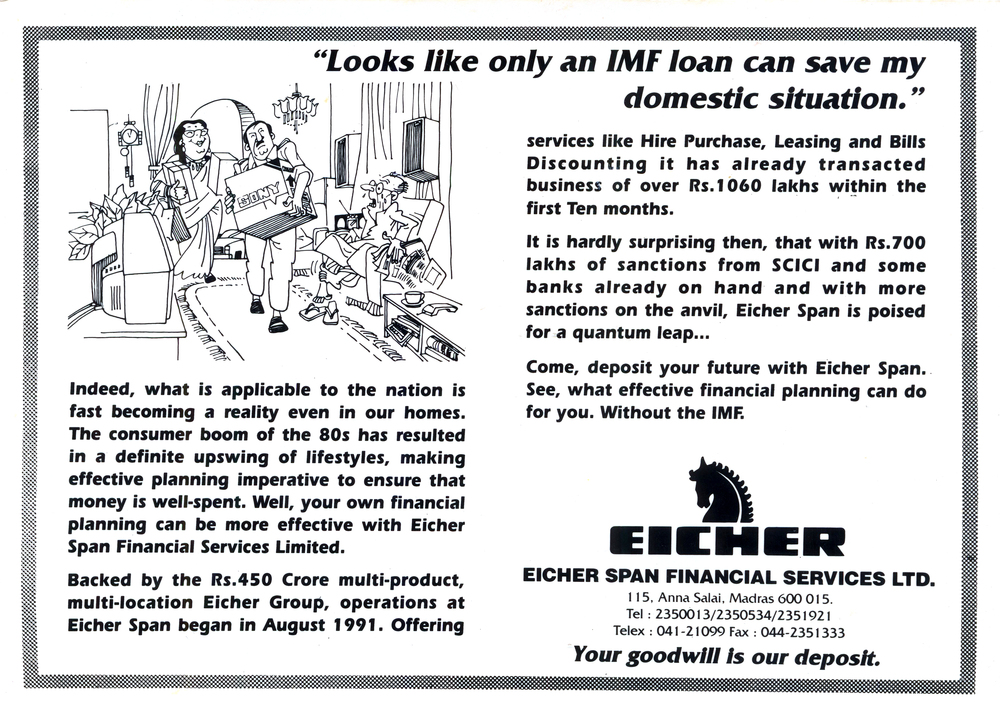 “Looks like only an IMF loan can save my
domestic situation.”
SONY
Indeed, what is applicable to the nation is
fast becoming a reality even in our homes.
The consumer boom of the 80s has resulted
in a definite upswing of lifestyles, making
effective planning imperative to ensure that
money is well-spent. Well, your own financial
planning can be more effective with Eicher
Span Financial Services Limited.
Backed by the Rs.450 Crore multi-product,
multi-location Eicher Group, operations at
Eicher Span began in August 1991. Offering
services like Hire Purchase, Leasing and Bills
Discounting it has already transacted
business of over Rs.1060 lakhs within the
first Ten months.
It is hardly surprising then, that with Rs.700
lakhs of sanctions from SCICI and some
banks already on hand and with more
sanctions on the anvil, Eicher Span is poised
for a quantum leap...
Come, deposit your future with Eicher Span.
See, what effective financial planning can do
for you. Without the IMF.
EICHER
EICHER SPAN FINANCIAL SERVICES LTD.
115, Anna Salai, Madras 600 015.
Tel : 2350013/2350534/2351921
Telex : 041-21099 Fax : 044-2351333
Your goodwill is our deposit.